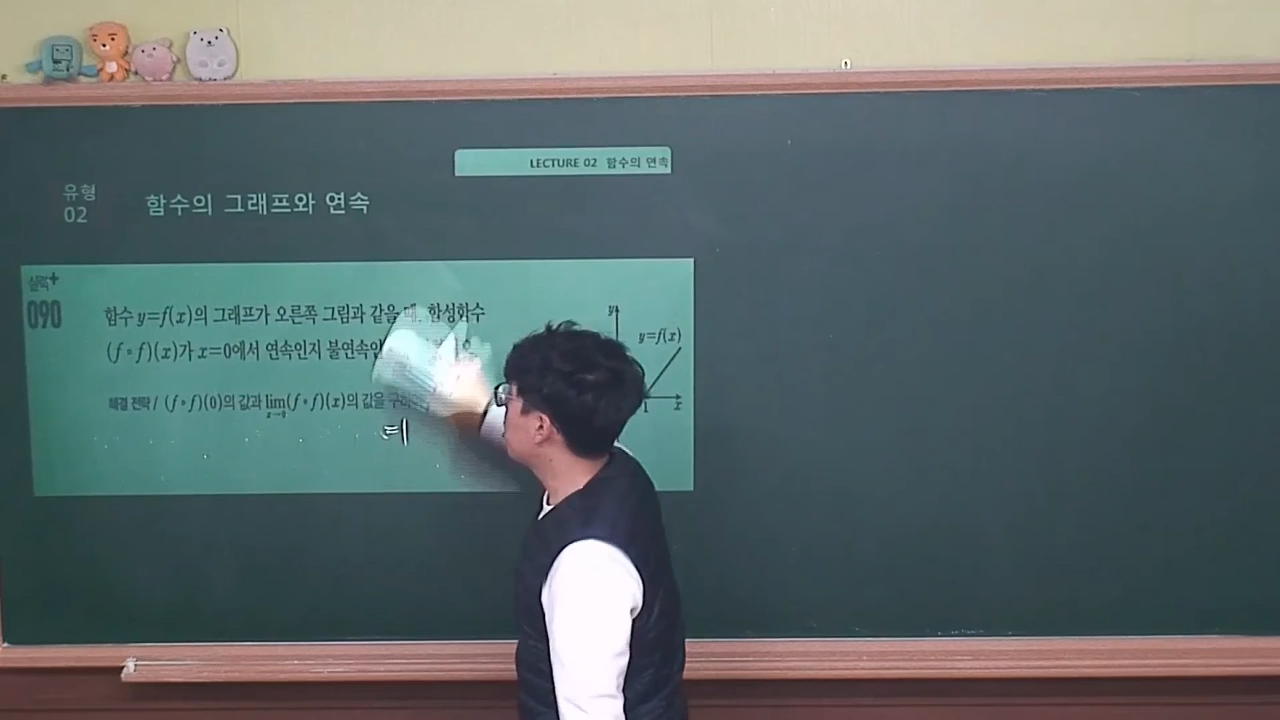 LECTURE 02 함수의 연속
유형
02
함수의 그래프와 연속
실력+
090
함수 y=f(x)의 그래프가 오른쪽 그림과 같을 때, 합성함수
(f∘f)(x)가 x=0에서 연속인지 불연속인
해결 전략 / (f∘f)(0)의 값과 lim x→0 (f∘f)(x)의 값을
=1
y
y=f(x)
1
x